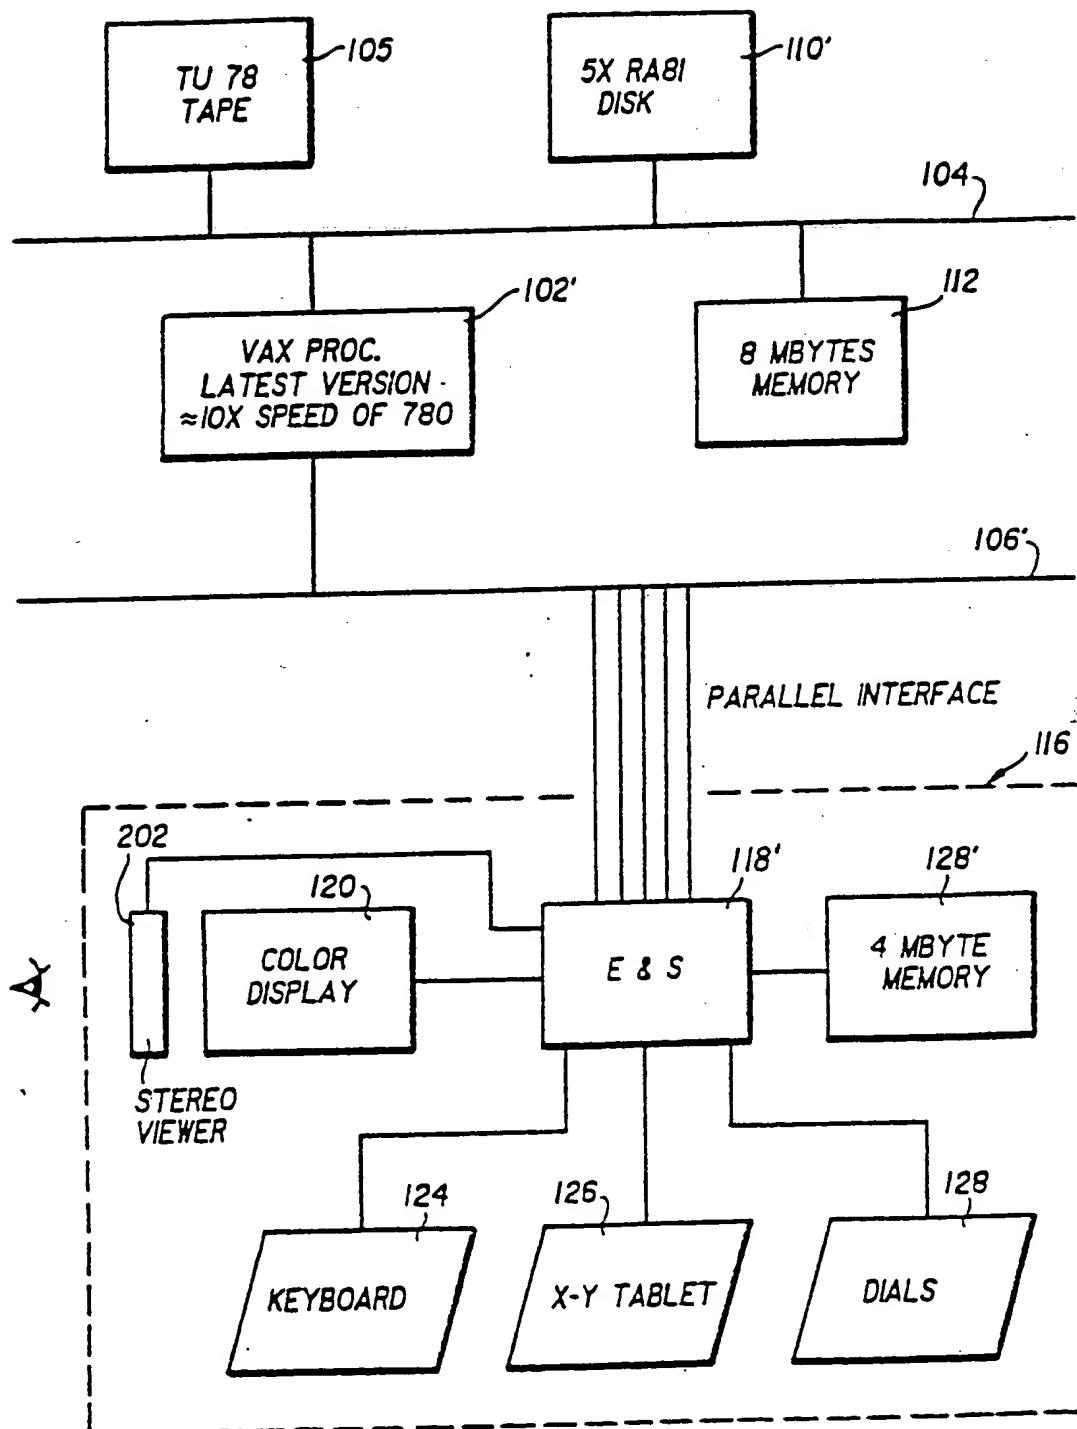 105
TU 78
TAPE
110'
5X RA81
DISK
104
102'
VAX PROC.
LATEST VERSION -
≈10X SPEED OF 780
112
8 MBYTES
MEMORY
106'
PARALLEL INTERFACE
116
202
120
118'
128'
COLOR
DISPLAY
E & S
4 MBYTE
MEMORY
STEREO
VIEWER
124
126
128
KEYBOARD
X-Y TABLET
DIALS